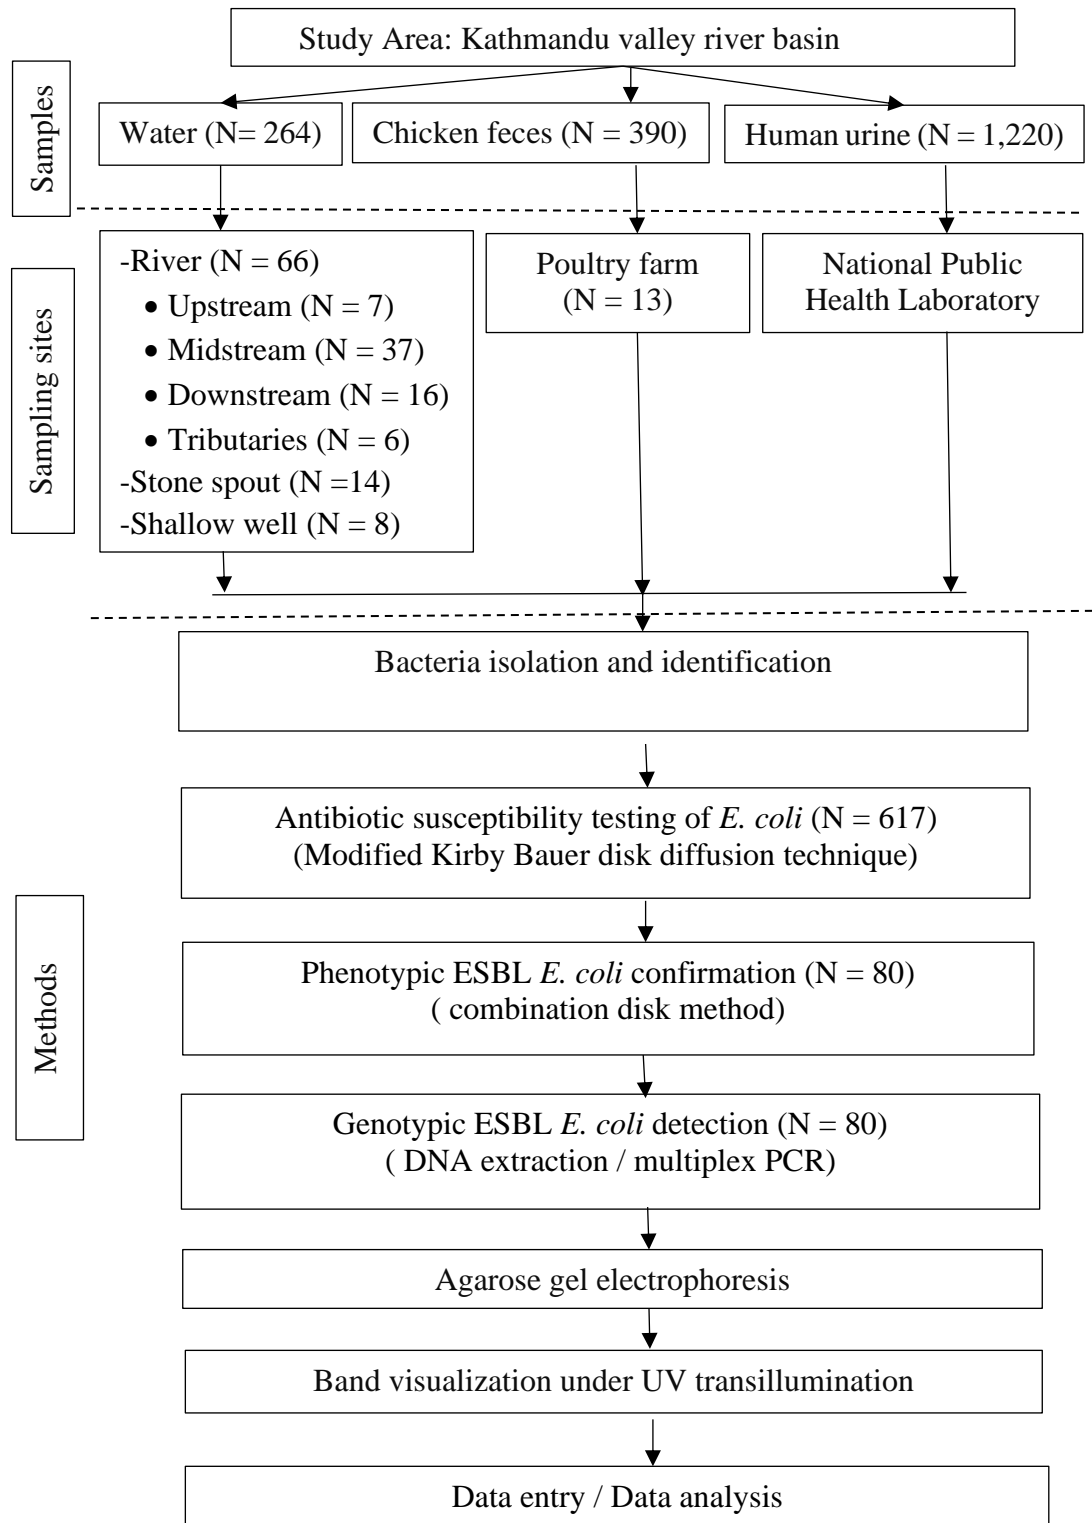 Study Area: Kathmandu valley river basin
Samples
Water (N= 264)
Chicken feces (N = 390)
Human urine (N = 1,220)
Sampling sites
-River (N = 66)
• Upstream (N = 7)
• Midstream (N = 37)
• Downstream (N = 16)
• Tributaries (N = 6)
-Stone spout (N =14)
-Shallow well (N = 8)
Poultry farm
(N = 13)
National Public
Health Laboratory
Methods
Bacteria isolation and identification
Antibiotic susceptibility testing of E. coli (N = 617)
(Modified Kirby Bauer disk diffusion technique)
Phenotypic ESBL E. coli confirmation (N = 80)
( combination disk method)
Genotypic ESBL E. coli detection (N = 80)
( DNA extraction / multiplex PCR)
Agarose gel electrophoresis
Band visualization under UV transillumination
Data entry / Data analysis